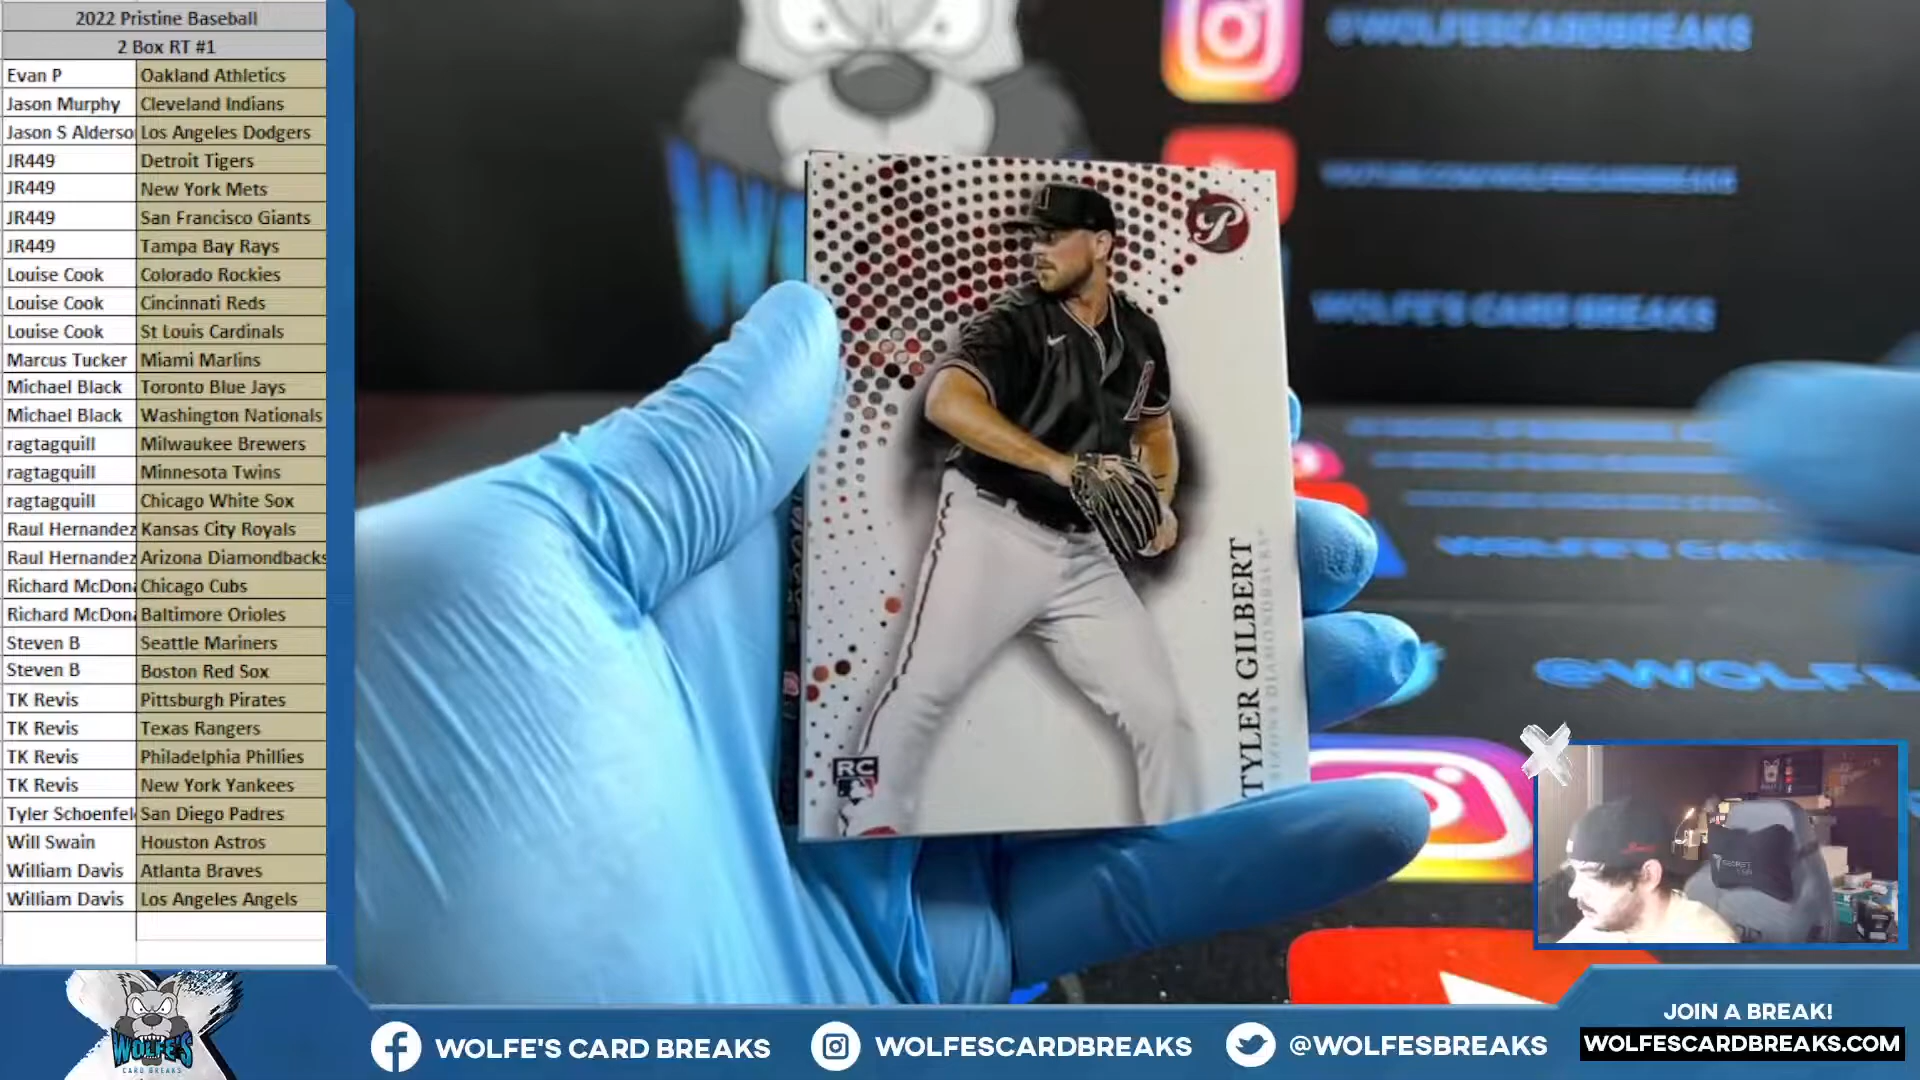 2022 Pristine Baseball
2 Box RT #1
Evan P Oakland Athletics
Jason Murphy Cleveland Indians
Jason S Alderso Los Angeles Dodgers
JR449 Detroit Tigers
JR449 New York Mets
JR449 San Francisco Giants
JR449 Tampa Bay Rays
Louise Cook Colorado Rockies
Louise Cook Cincinnati Reds
Louise Cook St Louis Cardinals
Marcus Tucker Miami Marlins
Michael Black Toronto Blue Jays
Michael Black Washington Nationals
ragtagquill Milwaukee Brewers
ragtagquill Minnesota Twins
ragtagquill Chicago White Sox
Raul Hernandez Kansas City Royals
Raul Hernandez Arizona Diamondbacks
Richard McDona Chicago Cubs
Richard McDona Baltimore Orioles
Steven B Seattle Mariners
Steven B Boston Red Sox
TK Revis Pittsburgh Pirates
TK Revis Texas Rangers
TK Revis Philadelphia Phillies
TK Revis New York Yankees
Tyler Schoenfel San Diego Padres
Will Swain Houston Astros
William Davis Atlanta Braves
William Davis Los Angeles Angels
@WOLFESCARDBREAKS
WOLFE'S CARD BREAKS
P
TYLER GILBERT
ARIZONA DIAMONDBACKS
RC
WOLFE'S
CARD BREAKS
WOLFE'S CARD BREAKS
WOLFESCARDBREAKS
@WOLFESBREAKS
JOIN A BREAK!
WOLFESCARDBREAKS.COM